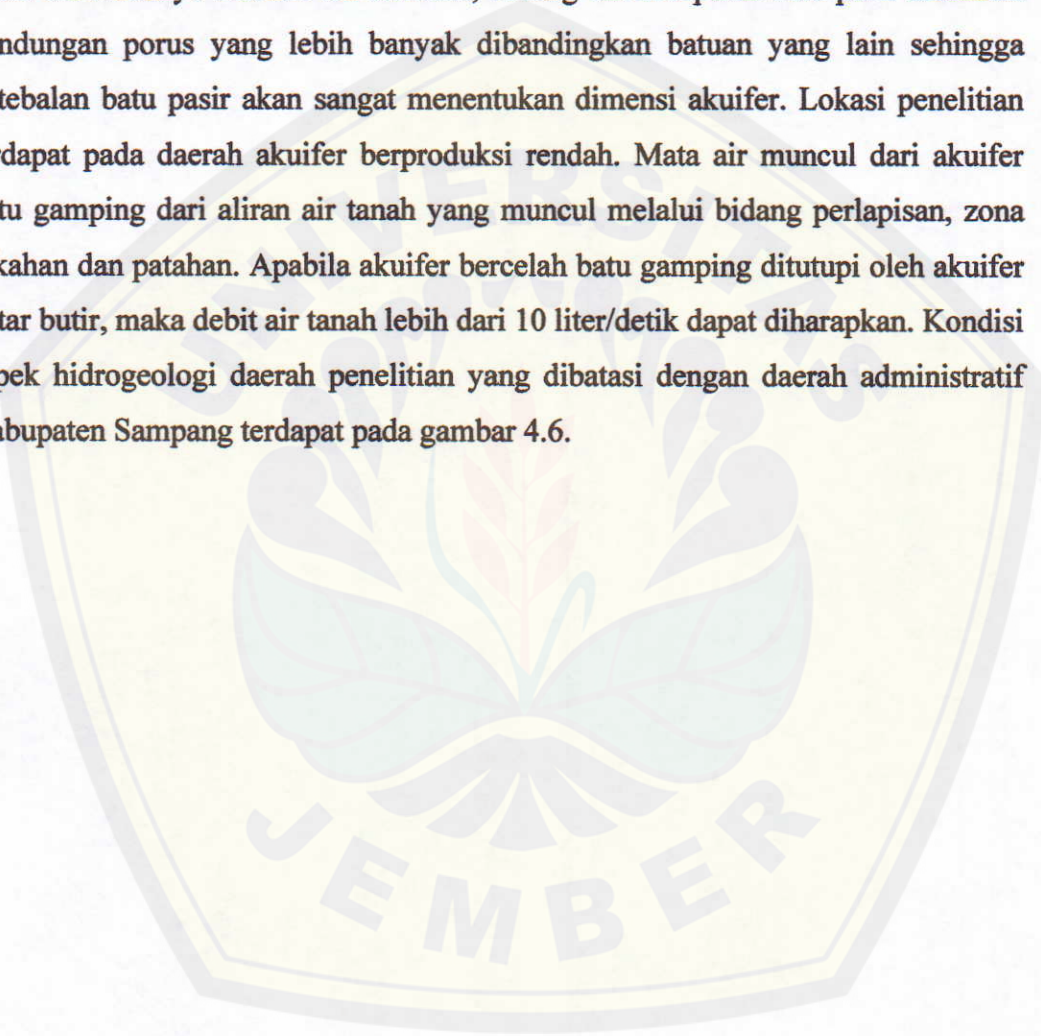 ndungan porus yang lebih banyak dibandingkan batuan yang lain sehingga
tebalan batu pasir akan sangat menentukan dimensi akuifer. Lokasi penelitian
rdapat pada daerah akuifer berproduksi rendah. Mata air muncul dari akuifer
tu gamping dari aliran air tanah yang muncul melalui bidang perlapisan, zona
kahan dan patahan. Apabila akuifer bercelah batu gamping ditutupi oleh akuifer
tar butir, maka debit air tanah lebih dari 10 liter/detik dapat diharapkan. Kondisi
pek hidrogeologi daerah penelitian yang dibatasi dengan daerah administratif
abupaten Sampang terdapat pada gambar 4.6.
UNIVERSITAS
JEMBER